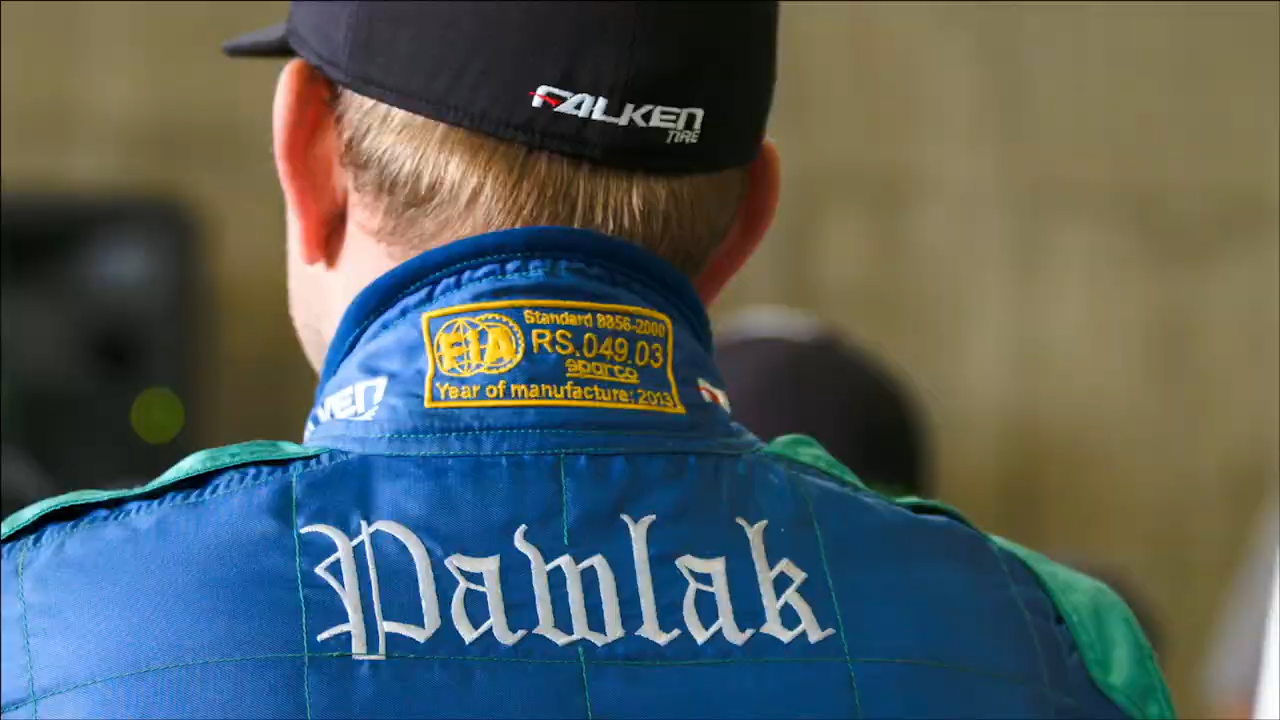 FALKEN
TIRE
FIA
Standard 8856-2000
RS.049.03
sparco
Year of manufacture: 2013
Pawlak